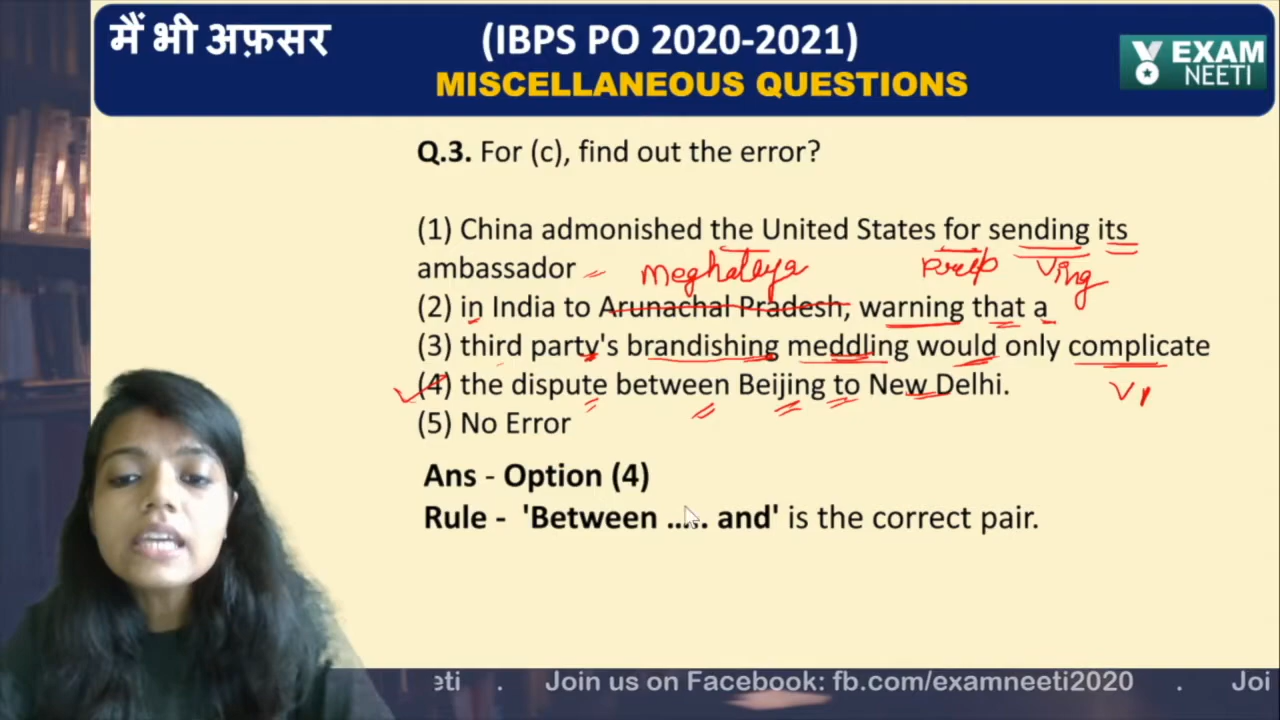 मैं भी अफ़सर
(IBPS PO 2020-2021)
MISCELLANEOUS QUESTIONS
EXAM
NEETI
Q.3. For (c), find out the error?
(1) China admonished the United States for sending its
ambassador
Meghalaya
Prep
Ving
(2) in India to Arunachal Pradesh, warning that a
(3) third party's brandishing meddling would only complicate
(4) the dispute between Beijing to New Delhi.
V1
(5) No Error
Ans - Option (4)
Rule - 'Between ..... and' is the correct pair.
eti . Join us on Facebook: fb.com/examneeti2020 . Joi